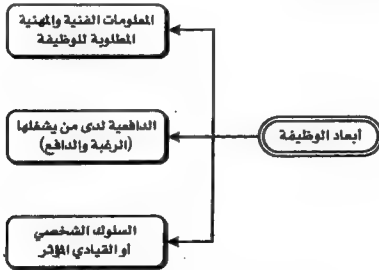 أبعاد الوظيفة
المعلومات الفنية والمهنية
المطلوبة للوظيفة
الدافعية لدى من يشغلها
(الرغبة والدافع)
السلوك الشخصي
أو القيادي المؤثر